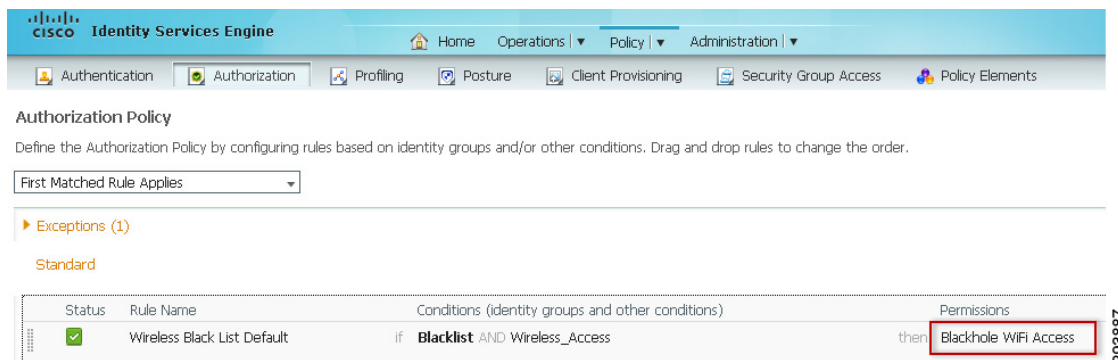 cisco Identity Services Engine
Home Operations | ▼ Policy | ▼ Administration | ▼
Authentication Authorization Profiling Posture Client Provisioning Security Group Access Policy Elements
Authorization Policy
Define the Authorization Policy by configuring rules based on identity groups and/or other conditions. Drag and drop rules to change the order.
First Matched Rule Applies
Exceptions (1)
Standard
Status Rule Name Conditions (identity groups and other conditions) Permissions
Wireless Black List Default if Blacklist AND Wireless_Access then Blackhole WiFi Access